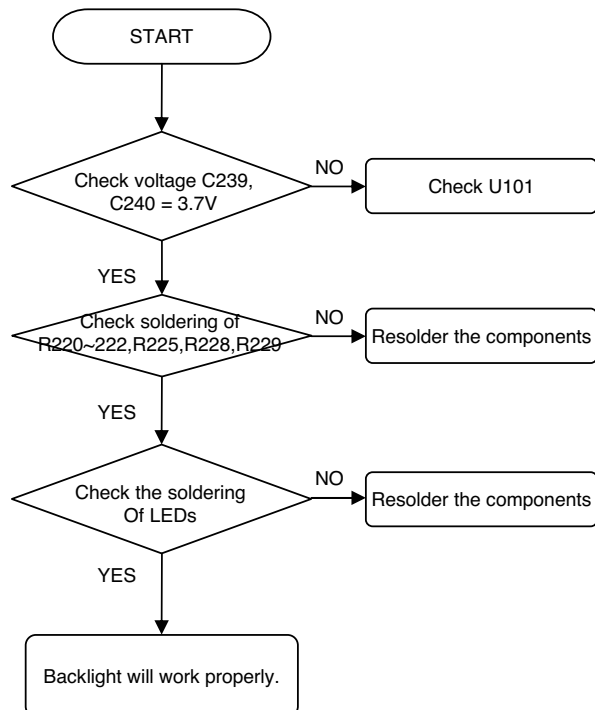 START
Check voltage C239,
C240 = 3.7V
NO
Check U101
YES
Check soldering of
R220~222,R225,R228,R229
NO
Resolder the components
YES
Check the soldering
Of LEDs
NO
Resolder the components
YES
Backlight will work properly.